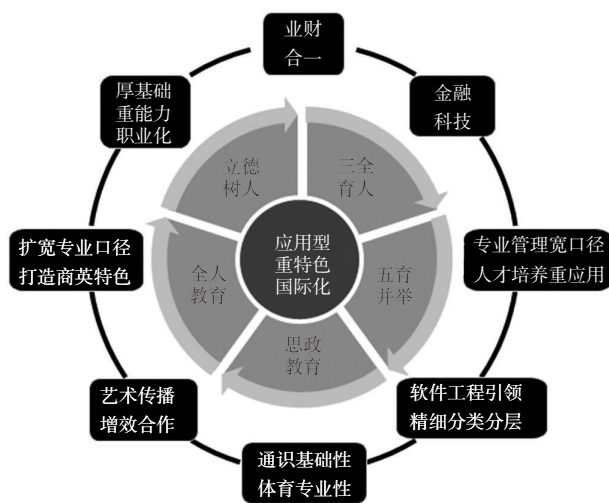 业财
合一
金融
科技
专业管理宽口径
人才培养重应用
软件工程引领
精细分类分层
通识基础性
体育专业性
艺术传播
增效合作
扩宽专业口径
打造商英特色
厚基础
重能力
职业化
立德
树人
三全
育人
五育
并举
思政
教育
全人
教育
应用型
重特色
国际化